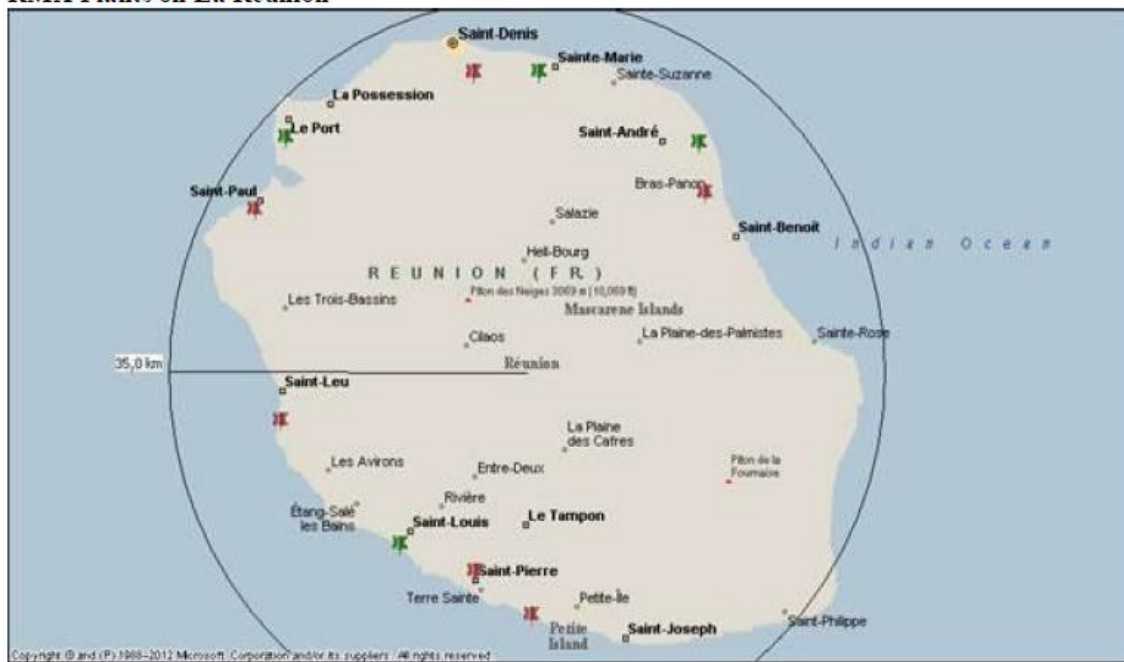 RMX Plants on La Réunion
Saint-Denis
Sainte-Marie
Sainte-Suzanne
La Possession
Le Port
Saint-André
Bras-Panon
Saint-Paul
Salazie
Saint-Benoît
Indian Ocean
Hell-Bourg
REUNION (FR.)
Piton des Neiges 3069 m (10,069 ft)
Les Trois-Bassins
Mascarene Islands
Cilaos
La Plaine-des-Palmistes
Sainte-Rose
35,0 km
Réunion
Saint-Leu
La Plaine
des Cafres
Les Avirons
Entre-Deux
Piton de la
Fournaise
Étang-Salé
les Bains
Rivière
Saint-Louis
Le Tampon
Saint-Pierre
Terre Sainte
Petite-Île
Petite
Island
Saint-Joseph
Saint-Philippe
Copyright © and (P) 1988–2012 Microsoft Corporation and/or its suppliers. All rights reserved